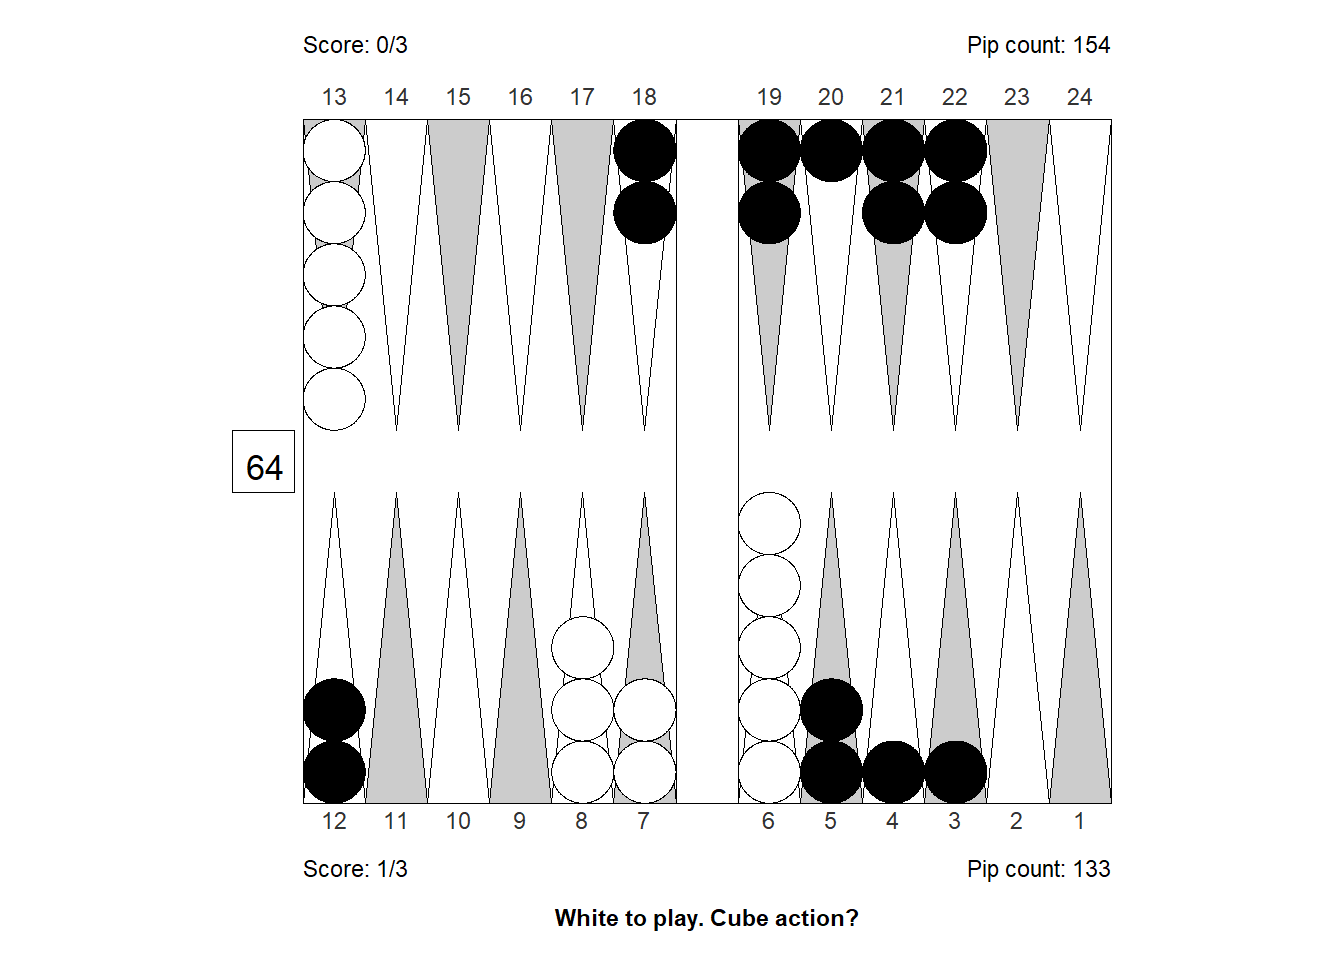 Score: 0/3 Pip count: 154
13 14 15 16 17 18 19 20 21 22 23 24
64
12 11 10 9 8 7 6 5 4 3 2 1
Score: 1/3 Pip count: 133
White to play. Cube action?